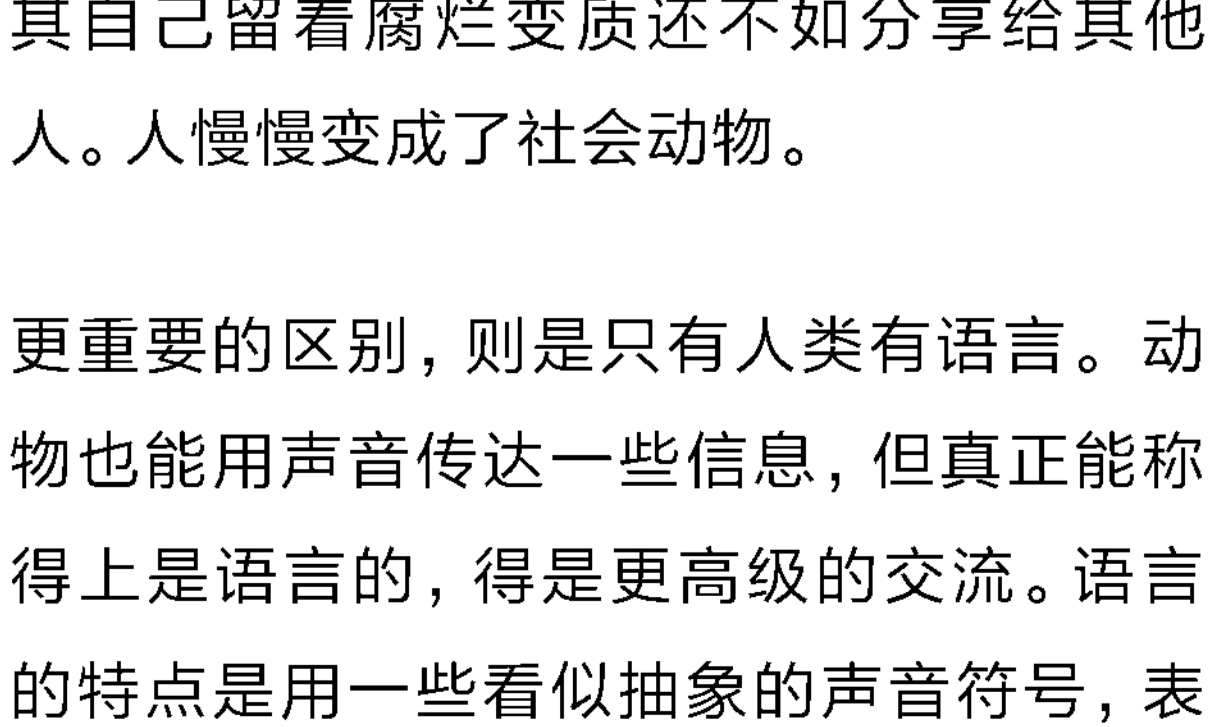 其自己留着腐烂变质还不如分享给其他
人。人慢慢变成了社会动物。
更重要的区别，则是只有人类有语言。动
物也能用声音传达一些信息，但真正能称
得上是语言的，得是更高级的交流。语言
的特点是用一些看似抽象的声音符号，表